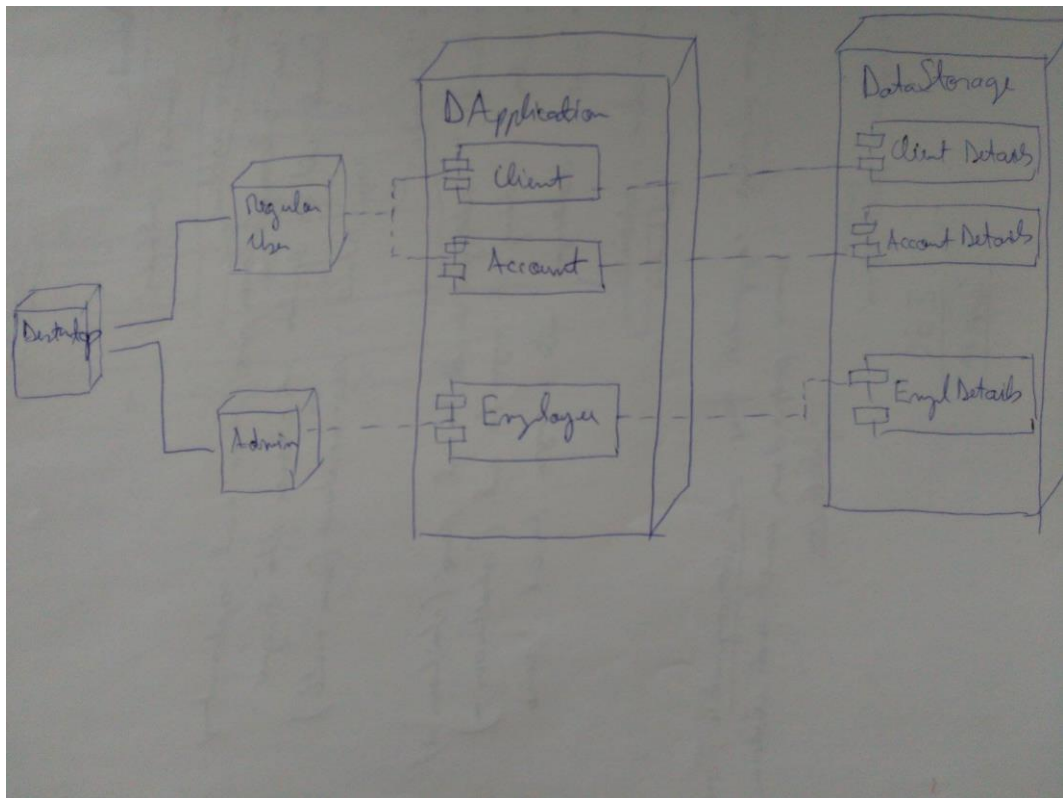 DApplication
DataStorage
Client
Client Details
Regular
User
Account
Account Details
Desktop
Employee
Empl Details
Admin